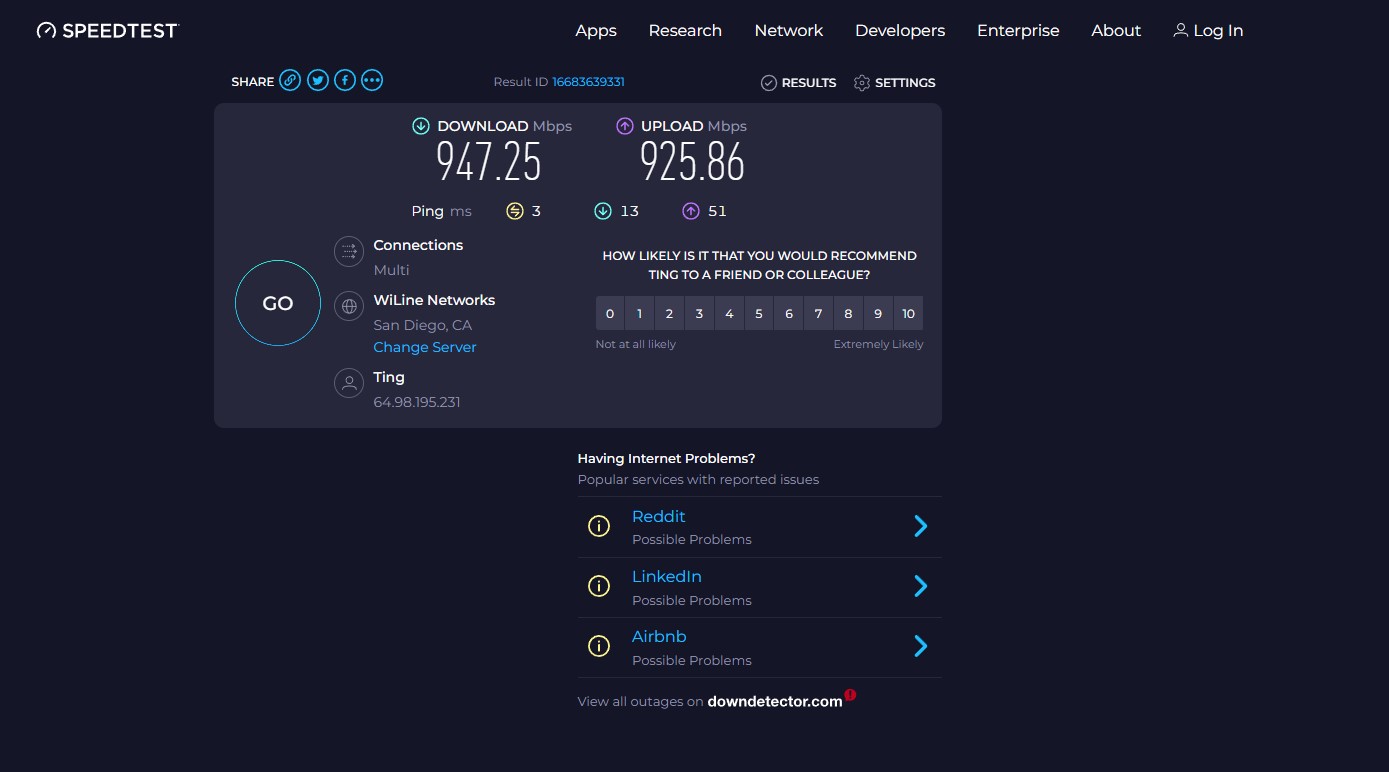 SPEEDTEST
Apps Research Network Developers Enterprise About Log In
SHARE
Result ID 16683639331
RESULTS SETTINGS
DOWNLOAD Mbps
947.25
UPLOAD Mbps
925.86
Ping ms 3 13 51
GO
Connections
Multi
WiLine Networks
San Diego, CA
Change Server
Ting
64.98.195.231
HOW LIKELY IS IT THAT YOU WOULD RECOMMEND
TING TO A FRIEND OR COLLEAGUE?
0 1 2 3 4 5 6 7 8 9 10
Not at all likely Extremely Likely
Having Internet Problems?
Popular services with reported issues
Reddit
Possible Problems
LinkedIn
Possible Problems
Airbnb
Possible Problems
View all outages on downdetector.com